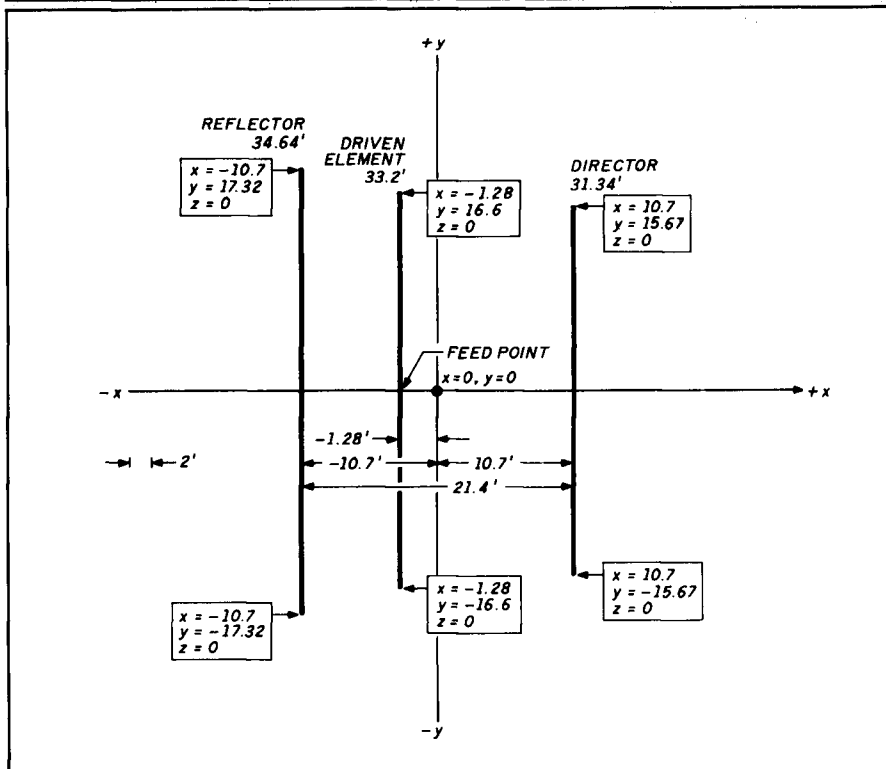 +y
REFLECTOR
34.64'
DRIVEN
ELEMENT
33.2'
DIRECTOR
31.34'
x = -10.7
y = 17.32
z = 0
x = -1.28
y = 16.6
z = 0
x = 10.7
y = 15.67
z = 0
FEED POINT
x=0, y=0
-x
+x
-1.28'
2'
-10.7'
10.7'
21.4'
x = -10.7
y = -17.32
z = 0
x = -1.28
y = -16.6
z = 0
x = 10.7
y = -15.67
z = 0
-y